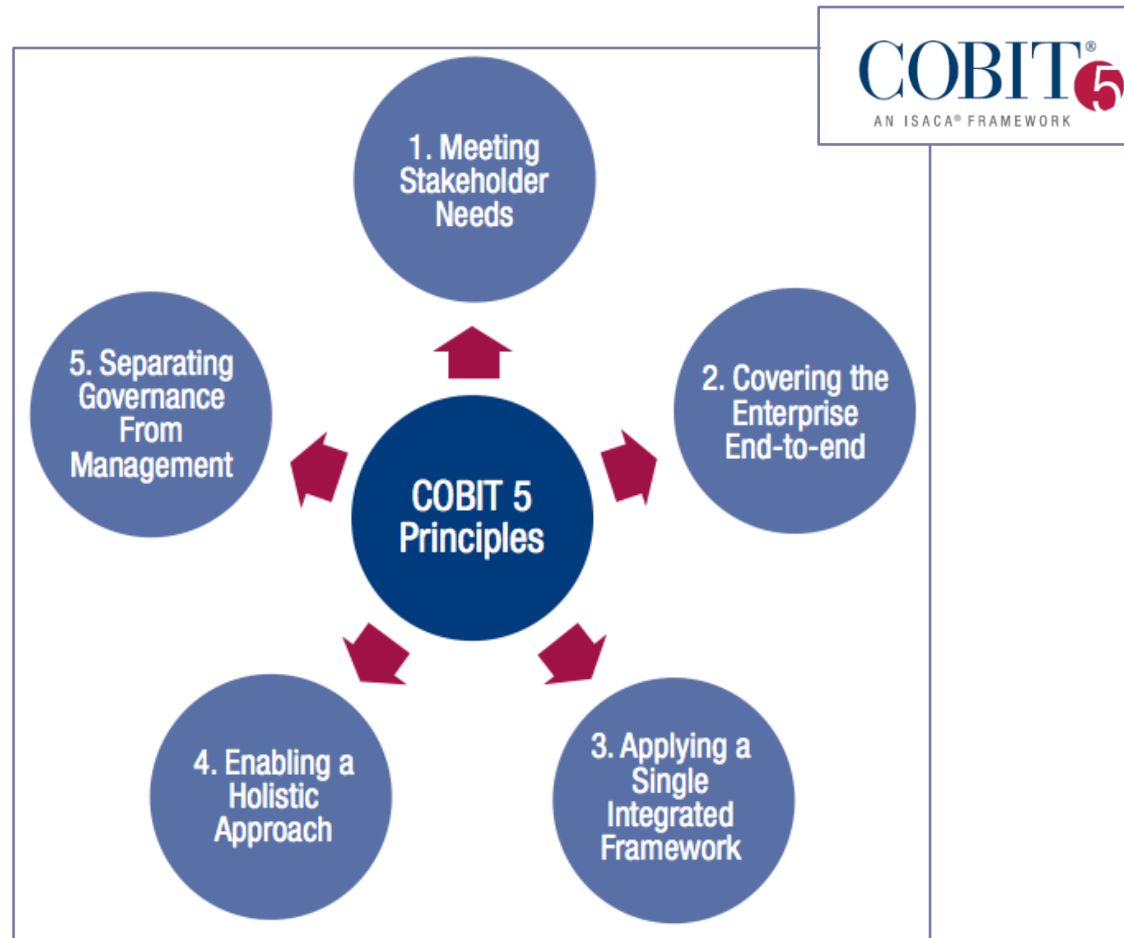 COBIT® 5
AN ISACA® FRAMEWORK
1. Meeting
Stakeholder
Needs
2. Covering the
Enterprise
End-to-end
3. Applying a
Single
Integrated
Framework
4. Enabling a
Holistic
Approach
5. Separating
Governance
From
Management
COBIT 5
Principles